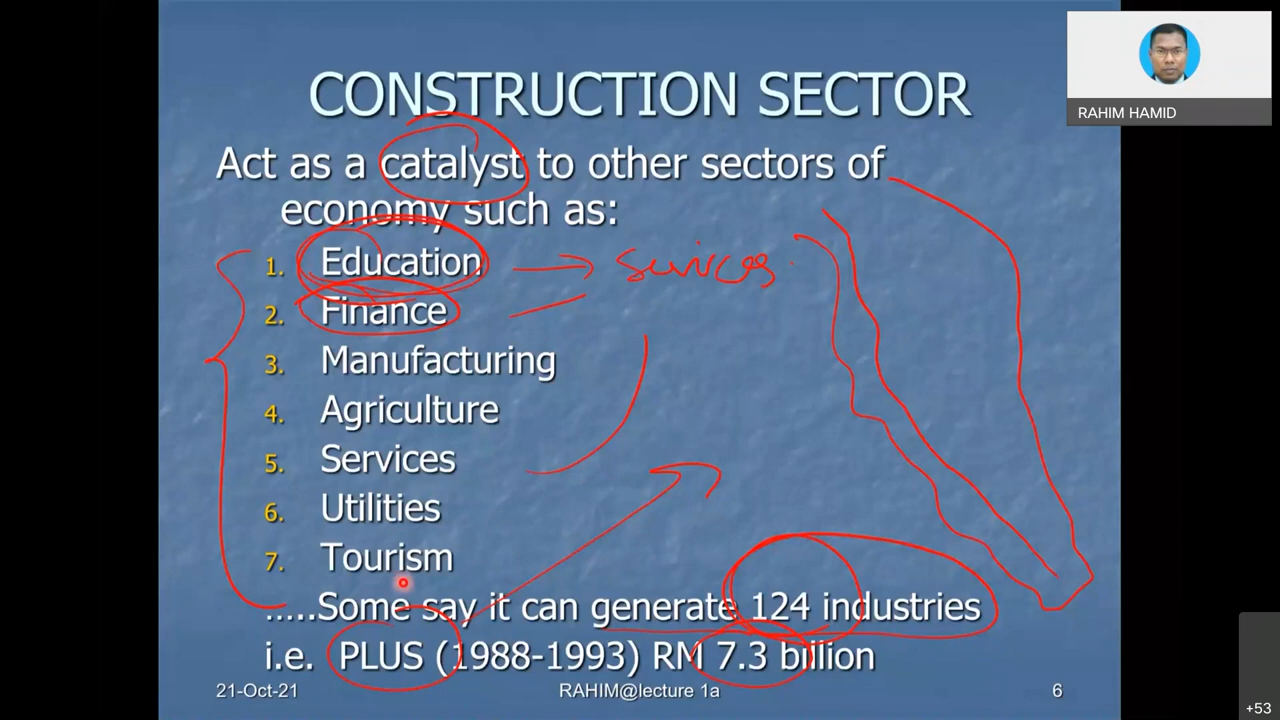 CONSTRUCTION SECTOR
Act as a catalyst to other sectors of
economy such as:
1. Education → Services
2. Finance
3. Manufacturing
4. Agriculture
5. Services
6. Utilities
7. Tourism
.....Some say it can generate 124 industries
i.e. PLUS (1988-1993) RM 7.3 billion
21-Oct-21 RAHIM@lecture 1a 6
RAHIM HAMID
+53